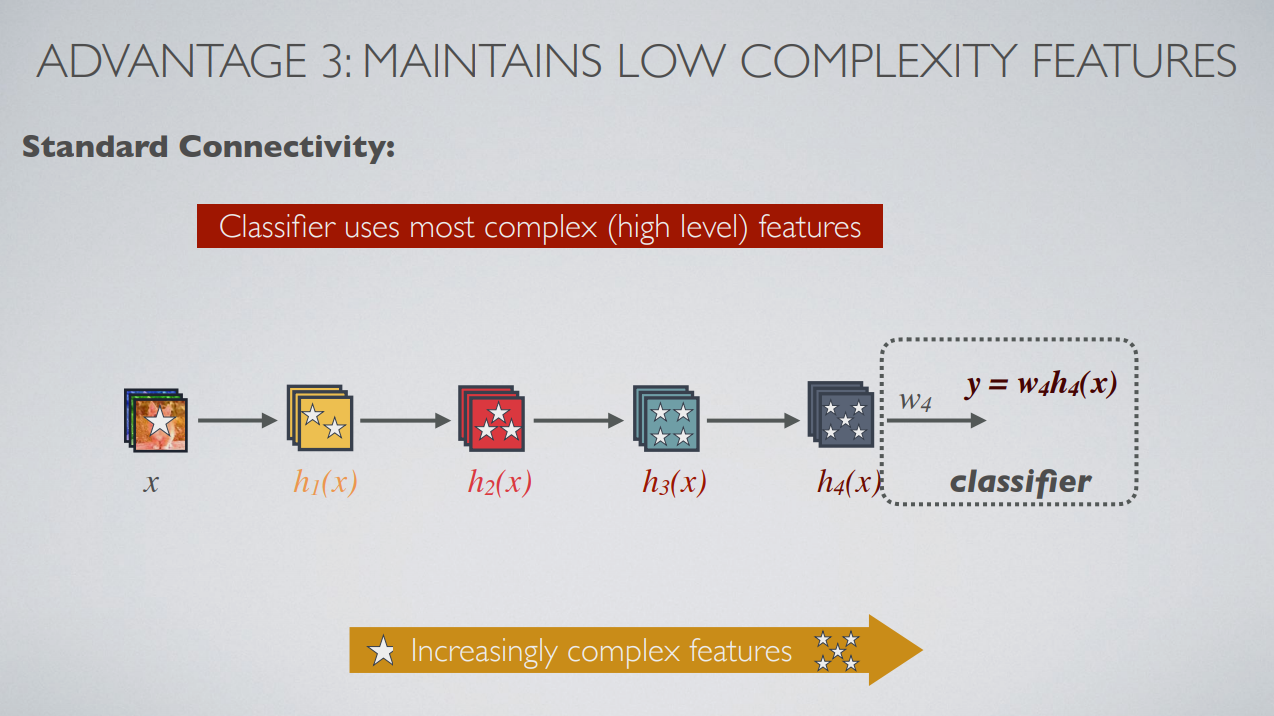 ADVANTAGE 3: MAINTAINS LOW COMPLEXITY FEATURES
Standard Connectivity:
Classifier uses most complex (high level) features
w₄
y = w₄h₄(x)
x
h₁(x)
h₂(x)
h₃(x)
h₄(x)
classifier
Increasingly complex features